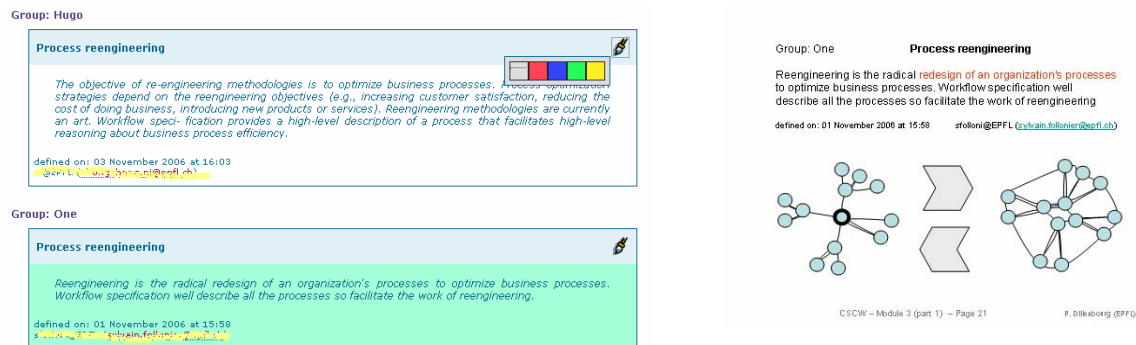 Group: Hugo
Process reengineering
The objective of re-engineering methodologies is to optimize business processes. Process optimization
strategies depend on the reengineering objectives (e.g., increasing customer satisfaction, reducing the
cost of doing business, introducing new products or services). Reengineering methodologies are currently
an art. Workflow speci- fication provides a high-level description of a process that facilitates high-level
reasoning about business process efficiency.
defined on: 03 November 2006 at 16:03
Group: One
Process reengineering
Reengineering is the radical redesign of an organization's processes to optimize business processes.
Workflow specification well describe all the processes so facilitate the work of reengineering.
defined on: 01 November 2006 at 15:58
Group: One Process reengineering
Reengineering is the radical redesign of an organization's processes
to optimize business processes. Workflow specification well
describe all the processes so facilitate the work of reengineering
defined on: 01 November 2006 at 15:58 sfolloni@EPFL (sylvain.follonier@epfl.ch)
CSCW – Module 3 (part 1) – Page 21
P. Dillenbourg (EPFL)